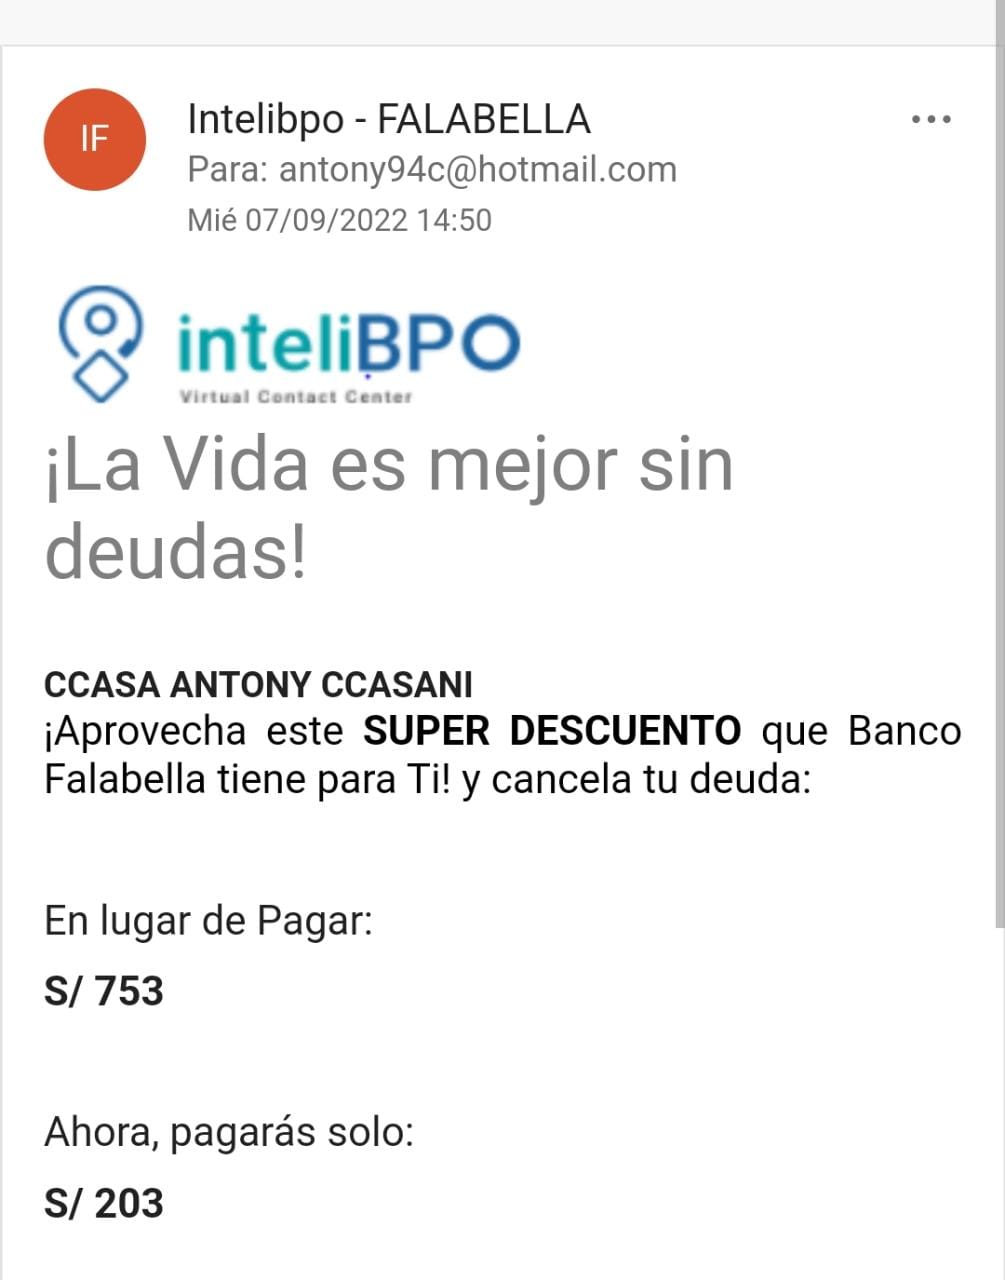 IF
Intelibpo - FALABELLA
Para: antony94c@hotmail.com
Mié 07/09/2022 14:50
inteliBPO
Virtual Contact Center
¡La Vida es mejor sin
deudas!
CCASA ANTONY CCASANI
¡Aprovecha este SUPER DESCUENTO que Banco
Falabella tiene para Ti! y cancela tu deuda:
En lugar de Pagar:
S/ 753
Ahora, pagarás solo:
S/ 203